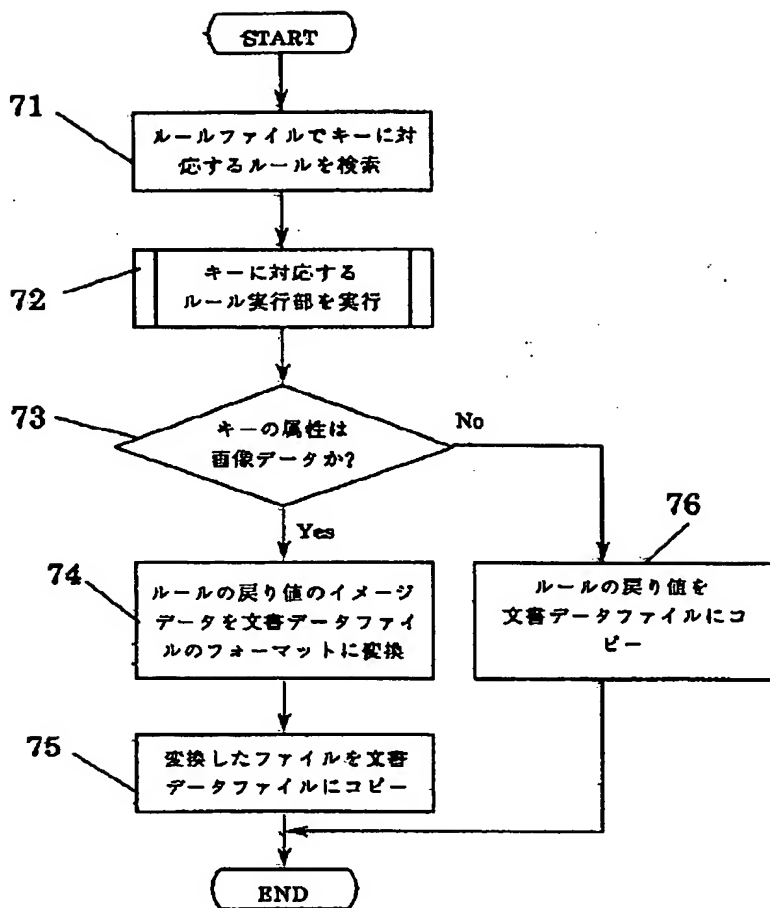 START
71
ルールファイルでキーに対
応するルールを検索
72
キーに対応する
ルール実行部を実行
73
キーの属性は
画像データか?
No
Yes
74
ルールの戻り値のイメージ
データを文書データファイ
ルのフォーマットに変換
76
ルールの戻り値を
文書データファイルにコ
ピー
75
変換したファイルを文書
データファイルにコピー
END